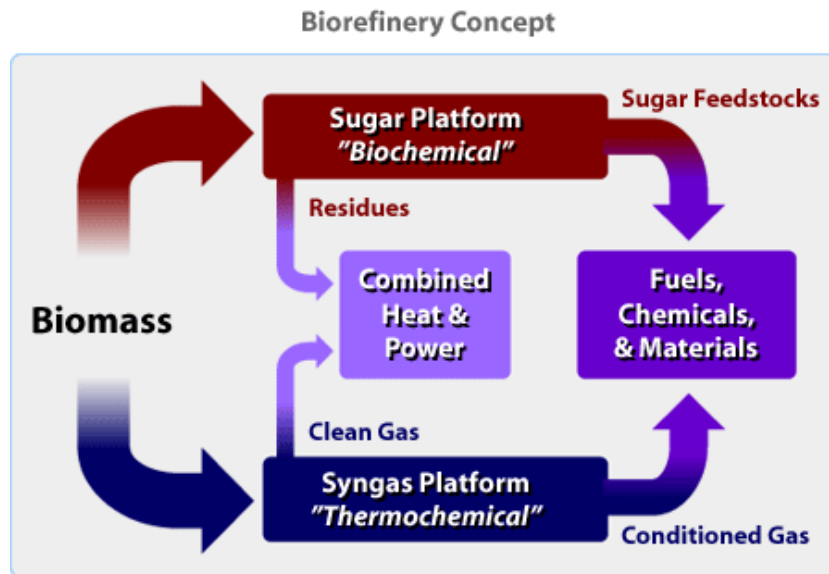 Biorefinery Concept
Sugar Feedstocks
Sugar Platform
"Biochemical"
Residues
Combined
Heat &
Power
Fuels,
Chemicals,
& Materials
Biomass
Clean Gas
Syngas Platform
"Thermochemical"
Conditioned Gas